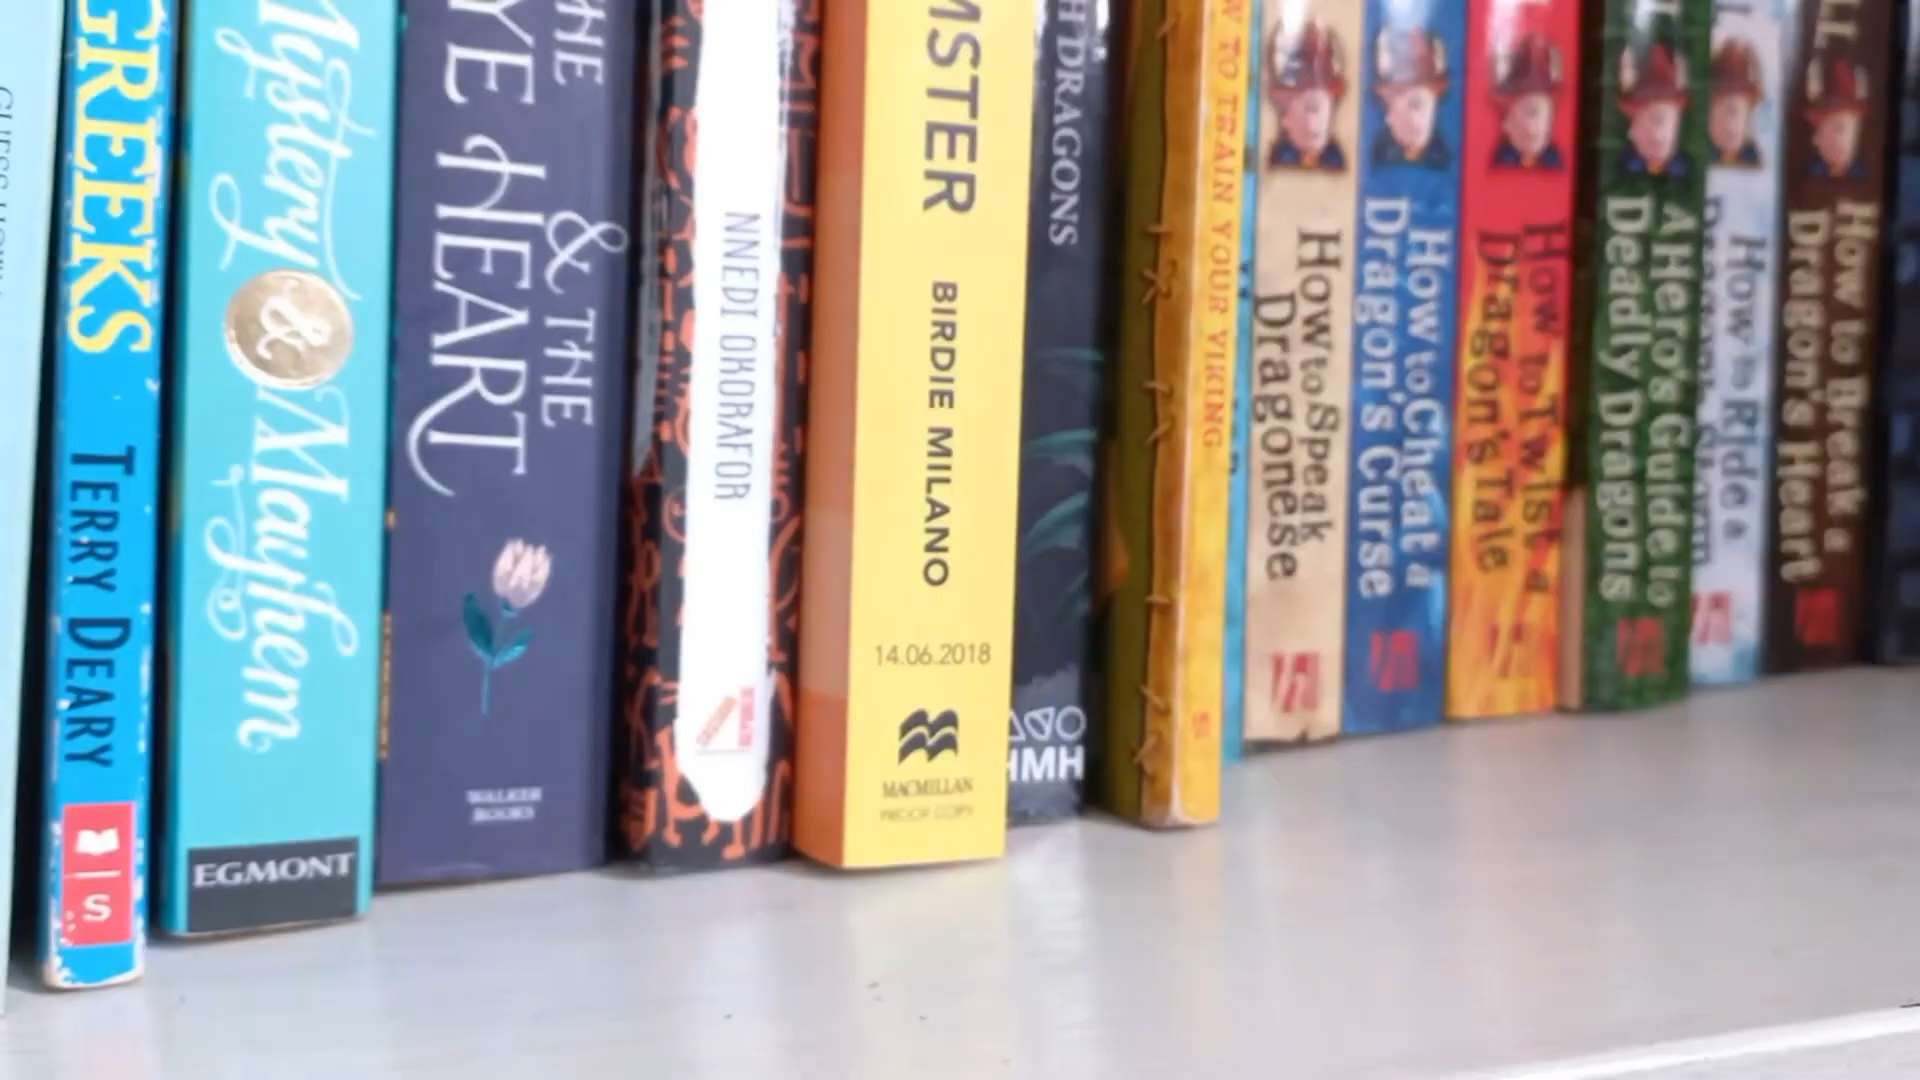 GREEKS
TERRY DEARY
S
Mystery
&
Mayhem
EGMONT
THE
YE HEART
& THE
WALKER
BOOKS
NNEDI OKORAFOR
MSTER
BIRDIE MILANO
14.06.2018
MACMILLAN
PROOF COPY
H DRAGONS
HMH
W TO TRAIN YOUR VIKING
How to Speak
Dragonese
How to Cheat a
Dragon's Curse
How to Twist a
Dragon's Tale
A Hero's Guide to
Deadly Dragons
How to Ride a
How to Break a
Dragon's Heart